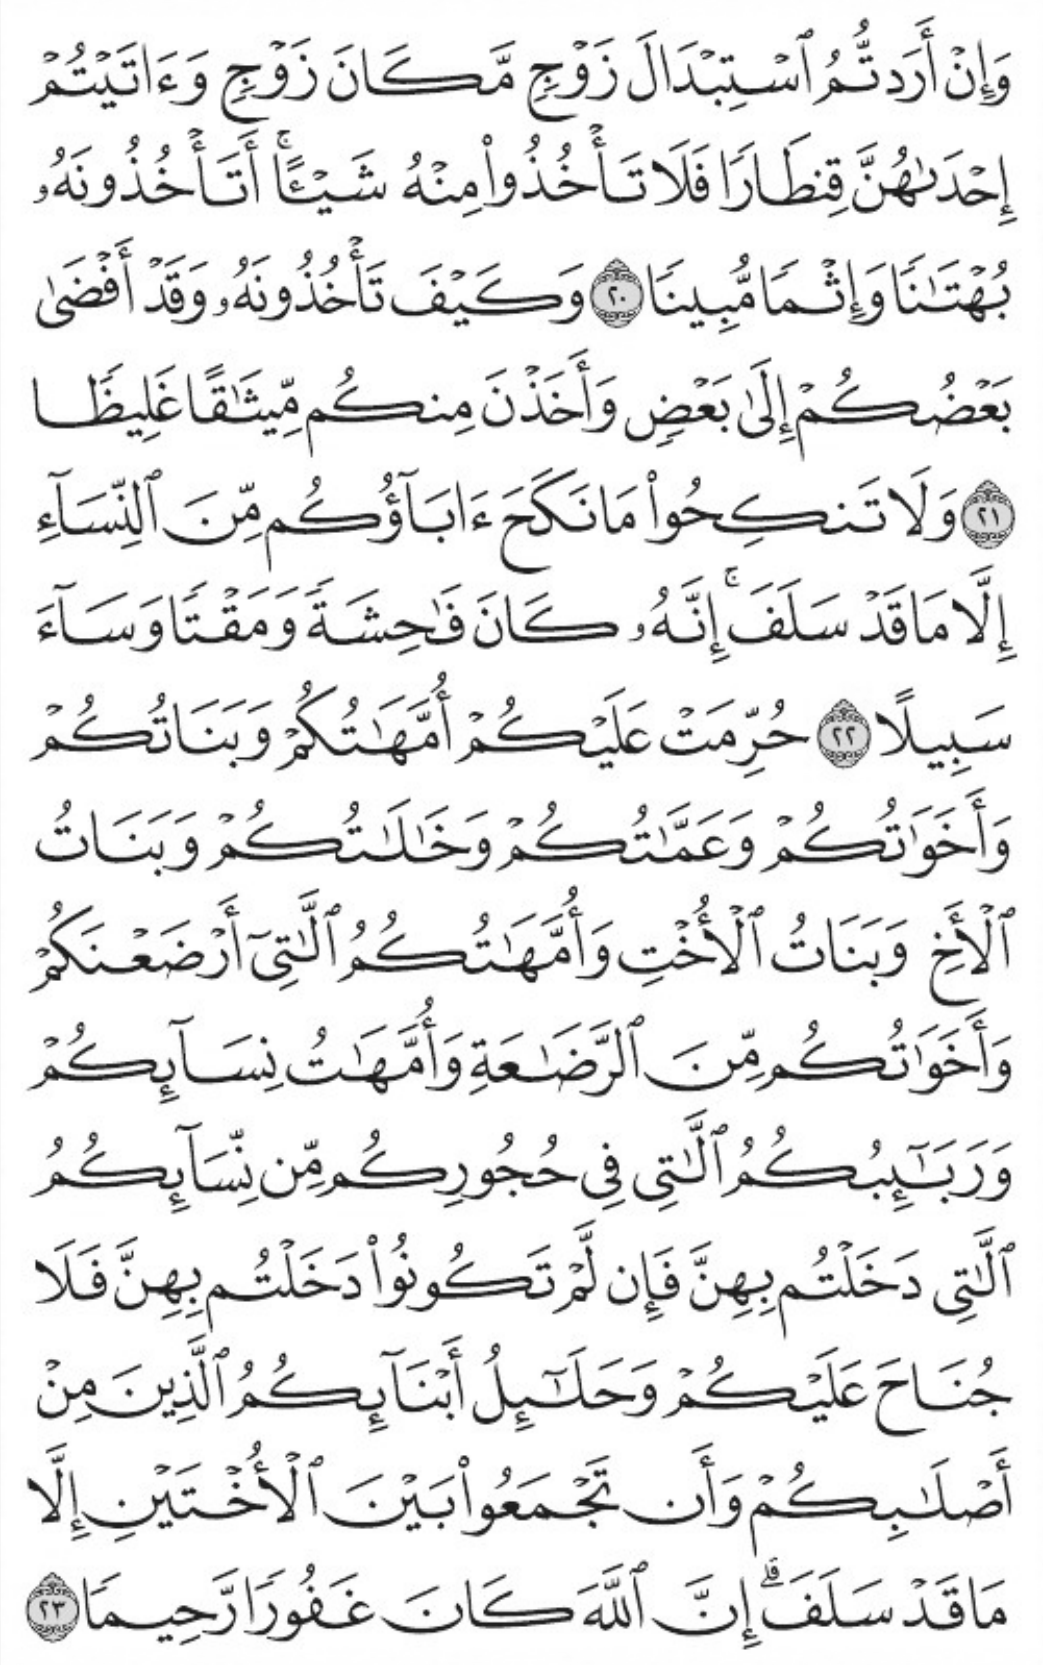 وَإِنْ أَرَدتُّمُ ٱسْتِبْدَالَ زَوْجٍ مَّكَانَ زَوْجٍ وَءَاتَيْتُمْ
إِحْدَىٰهُنَّ قِنطَارًا فَلَا تَأْخُذُوا۟ مِنْهُ شَيْـًٔا ۚ أَتَأْخُذُونَهُۥ
بُهْتَـٰنًا وَإِثْمًا مُّبِينًا ٢٠ وَكَيْفَ تَأْخُذُونَهُۥ وَقَدْ أَفْضَىٰ
بَعْضُكُمْ إِلَىٰ بَعْضٍ وَأَخَذْنَ مِنكُم مِّيثَـٰقًا غَلِيظًا
٢١ وَلَا تَنكِحُوا۟ مَا نَكَحَ ءَابَآؤُكُم مِّنَ ٱلنِّسَآءِ
إِلَّا مَا قَدْ سَلَفَ ۚ إِنَّهُۥ كَانَ فَـٰحِشَةً وَمَقْتًا وَسَآءَ
سَبِيلًا ٢٢ حُرِّمَتْ عَلَيْكُمْ أُمَّهَـٰتُكُمْ وَبَنَاتُكُمْ
وَأَخَوَٰتُكُمْ وَعَمَّـٰتُكُمْ وَخَـٰلَـٰتُكُمْ وَبَنَاتُ
ٱلْأَخِ وَبَنَاتُ ٱلْأُخْتِ وَأُمَّهَـٰتُكُمُ ٱلَّـٰتِىٓ أَرْضَعْنَكُمْ
وَأَخَوَٰتُكُم مِّنَ ٱلرَّضَـٰعَةِ وَأُمَّهَـٰتُ نِسَآئِكُمْ
وَرَبَـٰٓئِبُكُمُ ٱلَّـٰتِى فِى حُجُورِكُم مِّن نِّسَآئِكُمُ
ٱلَّـٰتِى دَخَلْتُم بِهِنَّ فَإِن لَّمْ تَكُونُوا۟ دَخَلْتُم بِهِنَّ فَلَا
جُنَاحَ عَلَيْكُمْ وَحَلَـٰٓئِلُ أَبْنَآئِكُمُ ٱلَّذِينَ مِنْ
أَصْلَـٰبِكُمْ وَأَن تَجْمَعُوا۟ بَيْنَ ٱلْأُخْتَيْنِ إِلَّا
مَا قَدْ سَلَفَ ۗ إِنَّ ٱللَّهَ كَانَ غَفُورًا رَّحِيمًا ٢٣